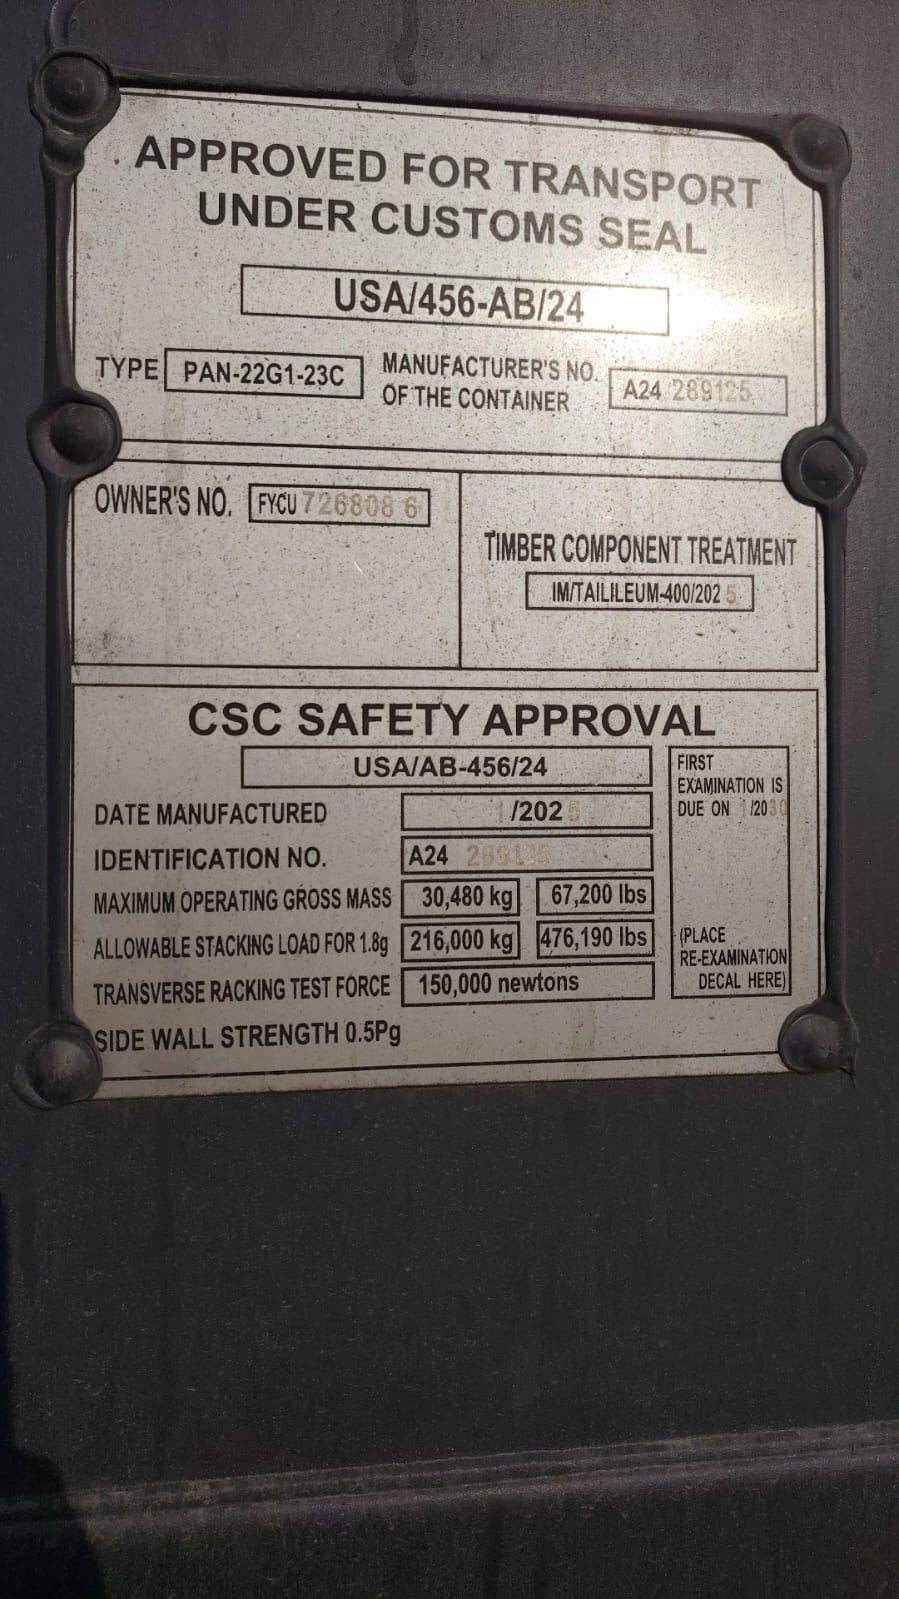 APPROVED FOR TRANSPORT
UNDER CUSTOMS SEAL
USA/456-AB/24
TYPE PAN-22G1-23C
MANUFACTURER'S NO.
OF THE CONTAINER
A24 289125
OWNER'S NO. FYCU 726808 6
TIMBER COMPONENT TREATMENT
IM/TAILILEUM-400/2025
CSC SAFETY APPROVAL
USA/AB-456/24
DATE MANUFACTURED 1/2025
IDENTIFICATION NO. A24 289125
MAXIMUM OPERATING GROSS MASS 30,480 kg 67,200 lbs
ALLOWABLE STACKING LOAD FOR 1.8g 216,000 kg 476,190 lbs
TRANSVERSE RACKING TEST FORCE 150,000 newtons
SIDE WALL STRENGTH 0.5Pg
FIRST
EXAMINATION IS
DUE ON 1/2030
(PLACE
RE-EXAMINATION
DECAL HERE)